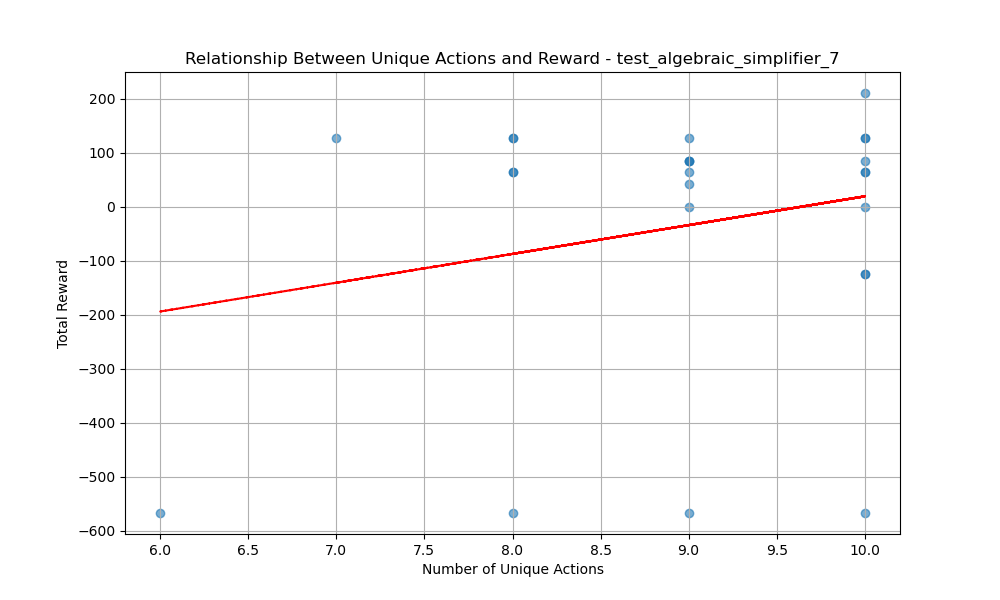 Relationship Between Unique Actions and Reward - test_algebraic_simplifier_7
Total Reward
200
100
0
−100
−200
−300
−400
−500
−600
6.0 6.5 7.0 7.5 8.0 8.5 9.0 9.5 10.0
Number of Unique Actions